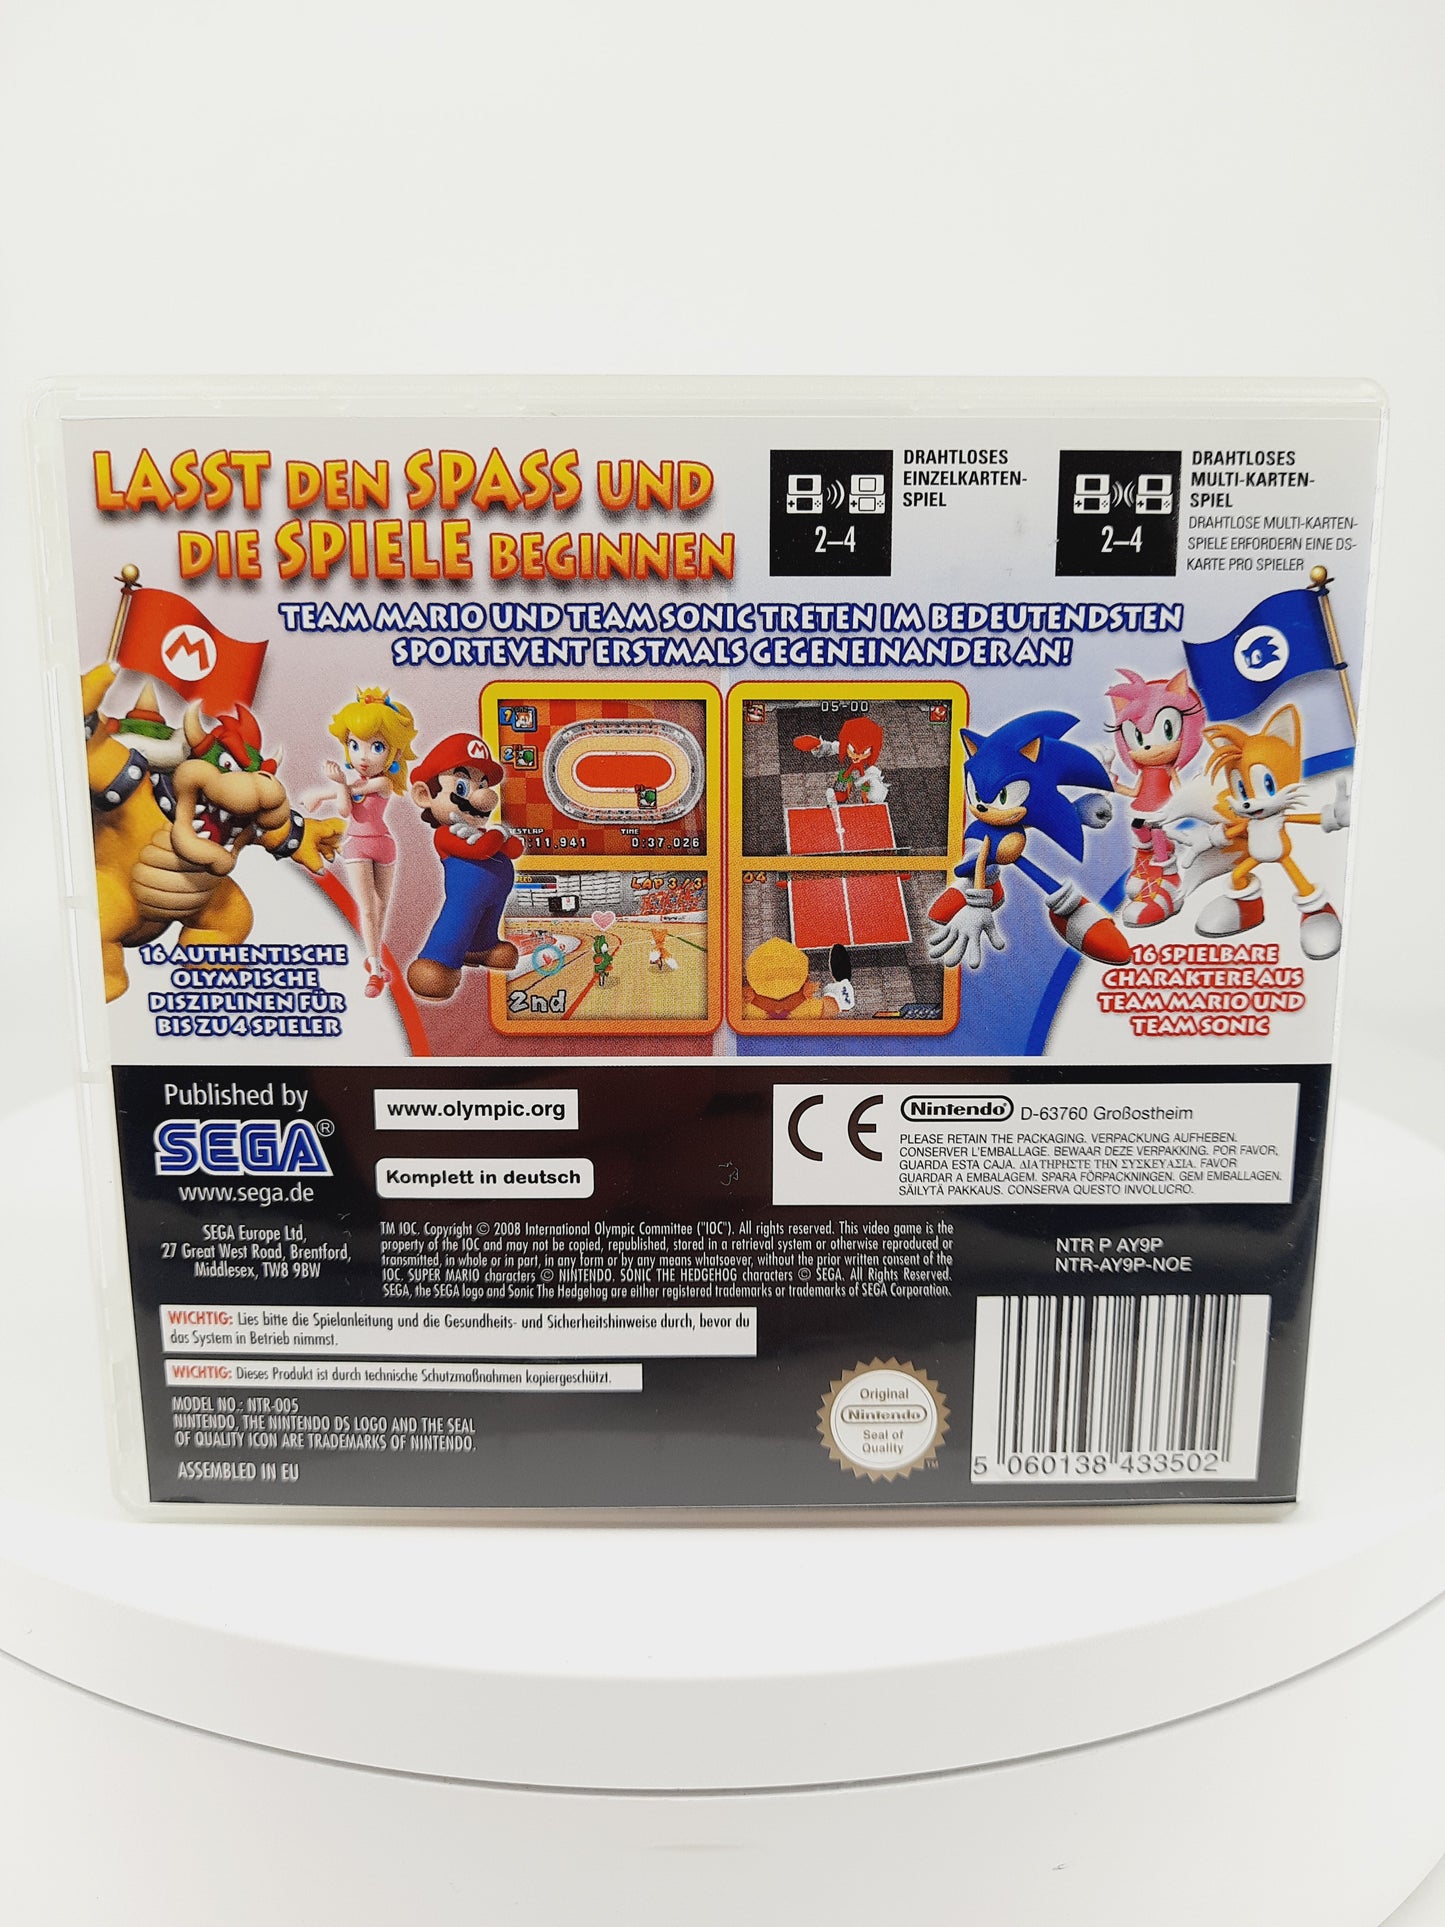 LASST DEN SPASS UND
DIE SPIELE BEGINNEN
2–4
DRAHTLOSES
EINZELKARTEN-
SPIEL
2–4
DRAHTLOSES
MULTI-KARTEN-
SPIEL
DRAHTLOSE MULTI-KARTEN-
SPIELE ERFORDERN EINE DS-
KARTE PRO SPIELER
TEAM MARIO UND TEAM SONIC TRETEN IM BEDEUTENDSTEN
SPORTEVENT ERSTMALS GEGENEINANDER AN!
M
M
TIME
11,941
0:37,026
LAP 3/3
2nd
05-00
04
16 AUTHENTISCHE
OLYMPISCHE
DISZIPLINEN FÜR
BIS ZU 4 SPIELER
16 SPIELBARE
CHARAKTERE AUS
TEAM MARIO UND
TEAM SONIC
Published by
SEGA®
www.sega.de
SEGA Europe Ltd,
27 Great West Road, Brentford,
Middlesex, TW8 9BW
www.olympic.org
Komplett in deutsch
CE
Nintendo® D-63760 Großostheim
PLEASE RETAIN THE PACKAGING. VERPACKUNG AUFHEBEN.
CONSERVER L'EMBALLAGE. BEWAAR DEZE VERPAKKING. POR FAVOR,
GUARDA ESTA CAJA. ΔΙΑΤΗΡΗΣΤΕ ΤΗΝ ΣΥΣΚΕΥΑΣΙΑ. FAVOR
GUARDAR A EMBALAGEM. SPARA FÖRPACKNINGEN. GEM EMBALLAGEN.
SÄILYTÄ PAKKAUS. CONSERVA QUESTO INVOLUCRO.
TM IOC. Copyright © 2008 International Olympic Committee ("IOC"). All rights reserved. This video game is the
property of the IOC and may not be copied, republished, stored in a retrieval system or otherwise reproduced or
transmitted, in whole or in part, in any form or by any means whatsoever, without the prior written consent of the
IOC. SUPER MARIO characters © NINTENDO. SONIC THE HEDGEHOG characters © SEGA. All Rights Reserved.
SEGA, the SEGA logo and Sonic The Hedgehog are either registered trademarks or trademarks of SEGA Corporation.
NTR P AY9P
NTR-AY9P-NOE
WICHTIG: Lies bitte die Spielanleitung und die Gesundheits- und Sicherheitshinweise durch, bevor du
das System in Betrieb nimmst.
WICHTIG: Dieses Produkt ist durch technische Schutzmaßnahmen kopiergeschützt.
MODEL NO.: NTR-005
NINTENDO, THE NINTENDO DS LOGO AND THE SEAL
OF QUALITY ICON ARE TRADEMARKS OF NINTENDO.
ASSEMBLED IN EU
Original
Nintendo
Seal of
Quality
TM
5 060138 433502